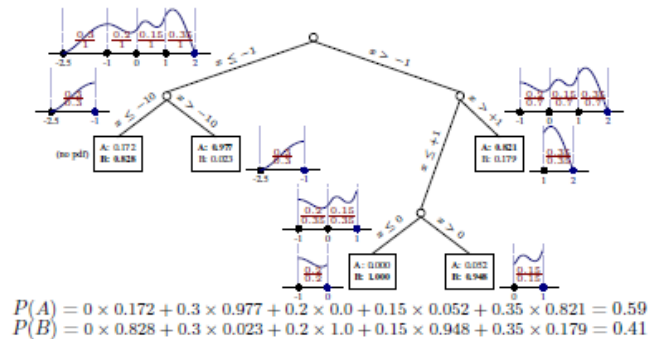 0.3/1 0.2/1 0.15/1 0.35/1
-2.5 -1 0 1 2
x ≤ -1
x > -1
0.3/0.3
-2.5 -1
x ≤ -10
x > -10
0.2/0.7 0.15/0.7 0.35/0.7
-1 0 1 2
x ≤ +1
x > +1
(no pdf)
A: 0.172
B: 0.828
A: 0.977
B: 0.023
0.3/0.3
-2.5 -1
A: 0.821
B: 0.179
0.35/0.35
1 2
0.2/0.35 0.15/0.35
-1 0 1
x ≤ 0
x > 0
0.2/0.2
-1 0
A: 0.000
B: 1.000
A: 0.052
B: 0.948
0.15/0.15
0 1
P(A) = 0 × 0.172 + 0.3 × 0.977 + 0.2 × 0.0 + 0.15 × 0.052 + 0.35 × 0.821 = 0.59
P(B) = 0 × 0.828 + 0.3 × 0.023 + 0.2 × 1.0 + 0.15 × 0.948 + 0.35 × 0.179 = 0.41